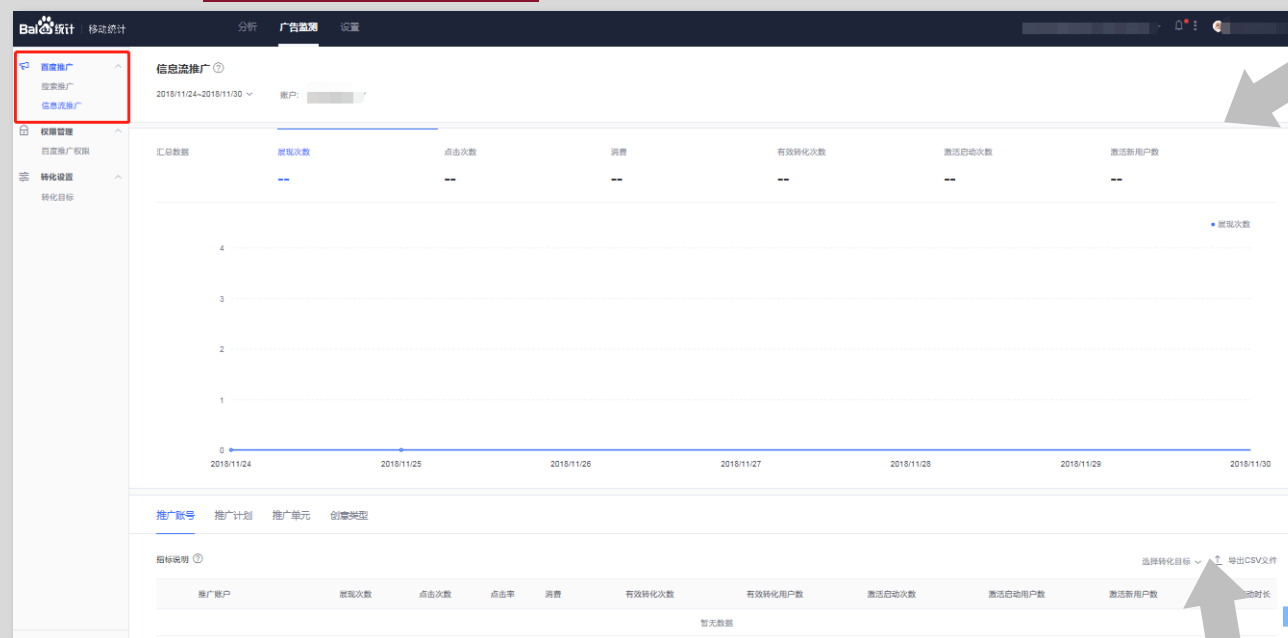 Bai统计 移动统计 分析 广告监测 设置
百度推广
搜索推广
信息流推广
权限管理
百度推广权限
转化设置
转化目标
信息流推广
2018/11/24~2018/11/30 账户:
汇总数据 展现次数 点击次数 消费 有效转化次数 激活启动次数 激活新用户数
-- -- -- -- -- --
展现次数
4
3
2
1
0
2018/11/24 2018/11/25 2018/11/26 2018/11/27 2018/11/28 2018/11/29 2018/11/30
推广账号 推广计划 推广单元 创意类型
指标说明 选择转化目标 导出CSV文件
推广账户 展现次数 点击次数 点击率 消费 有效转化次数 有效转化用户数 激活启动次数 激活启动用户数 激活新用户数 动时长
暂无数据